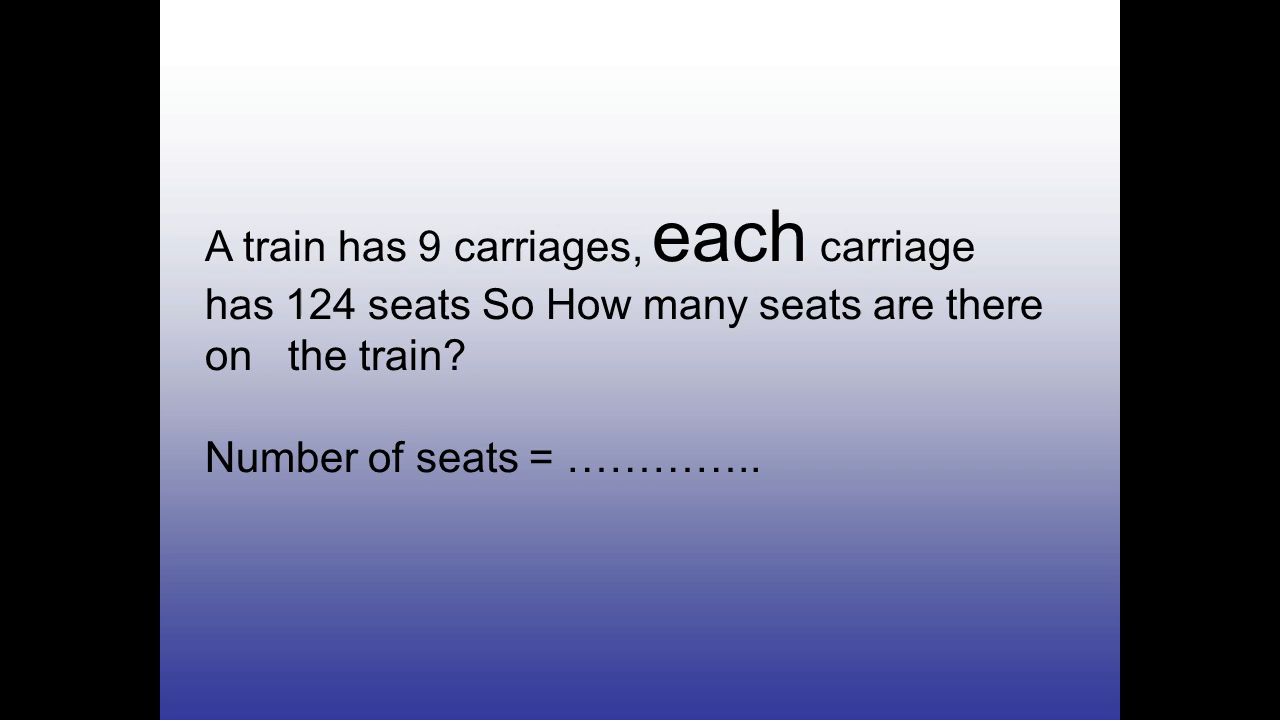 A train has 9 carriages, each carriage
has 124 seats So How many seats are there
on   the train?
Number of seats = …………..